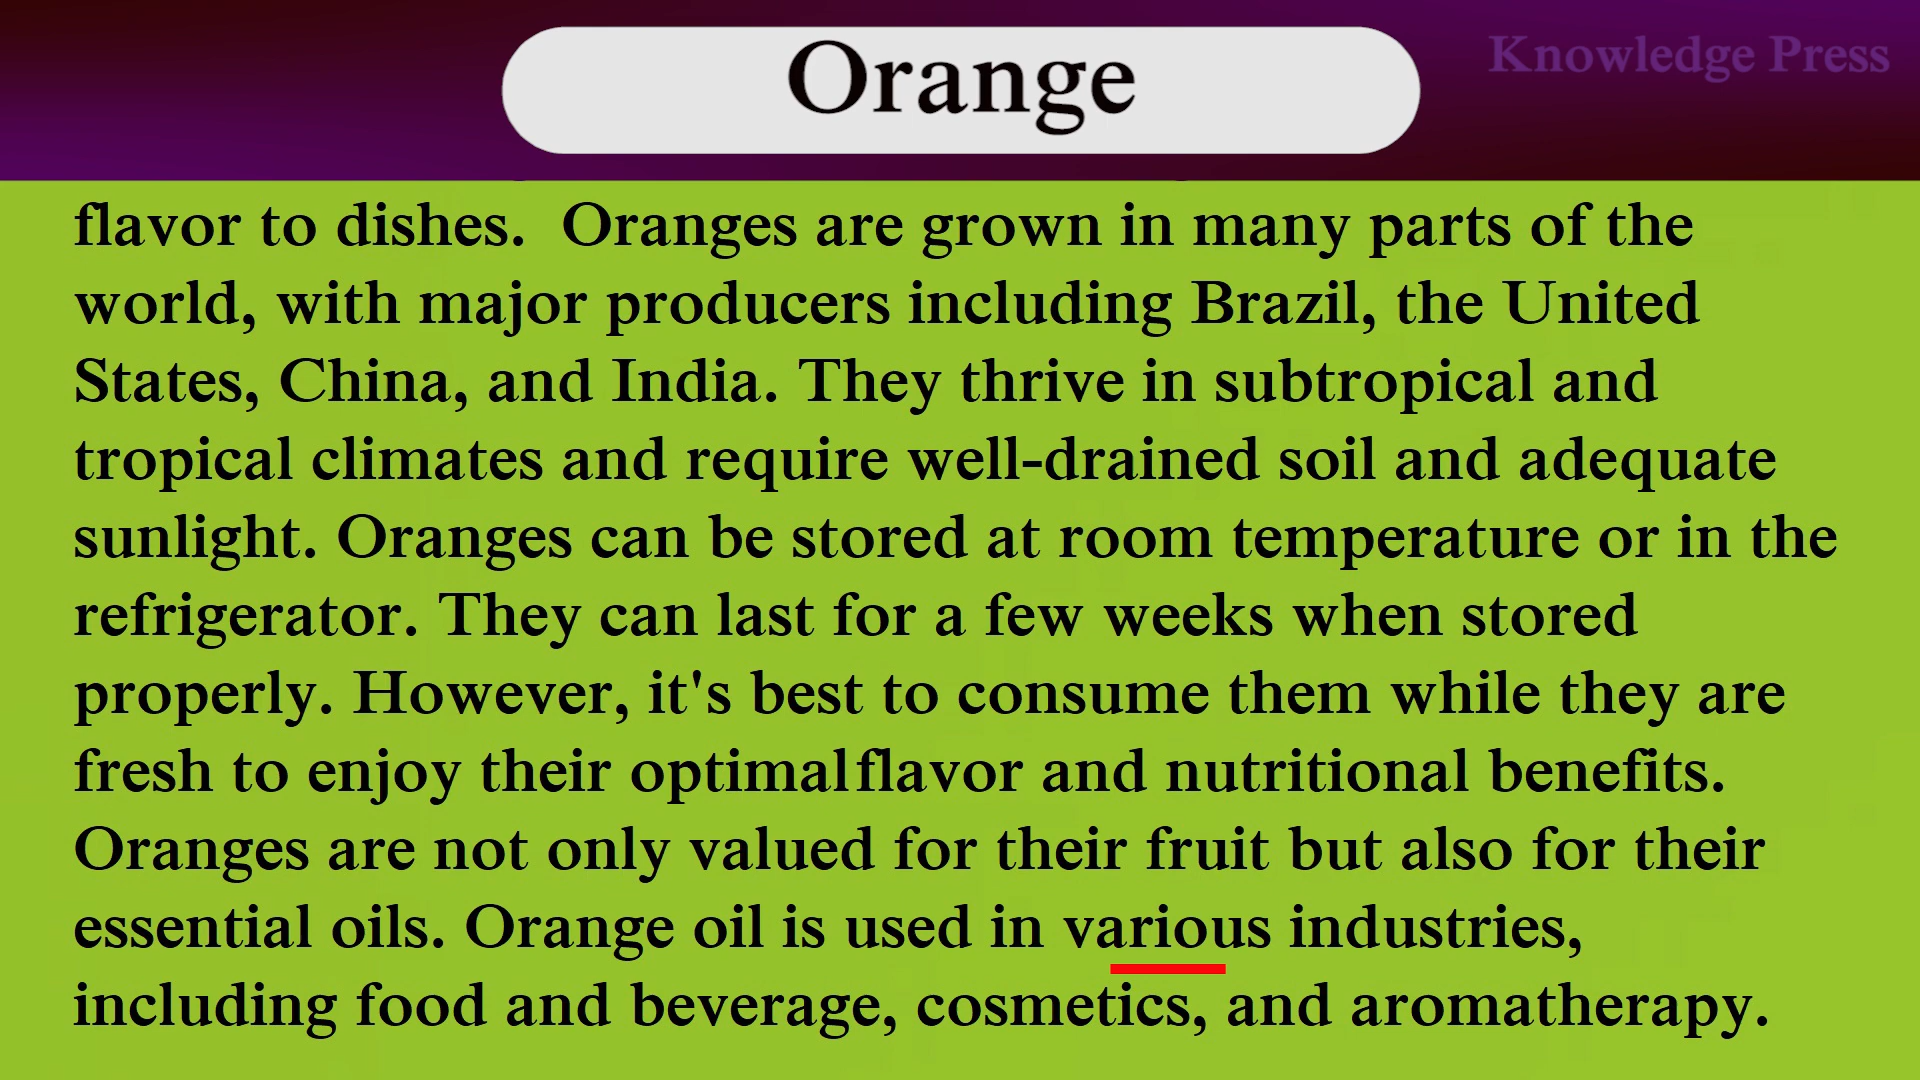 Orange
Knowledge Press
flavor to dishes.  Oranges are grown in many parts of the
world, with major producers including Brazil, the United
States, China, and India. They thrive in subtropical and
tropical climates and require well-drained soil and adequate
sunlight. Oranges can be stored at room temperature or in the
refrigerator. They can last for a few weeks when stored
properly. However, it's best to consume them while they are
fresh to enjoy their optimal flavor and nutritional benefits.
Oranges are not only valued for their fruit but also for their
essential oils. Orange oil is used in various industries,
including food and beverage, cosmetics, and aromatherapy.